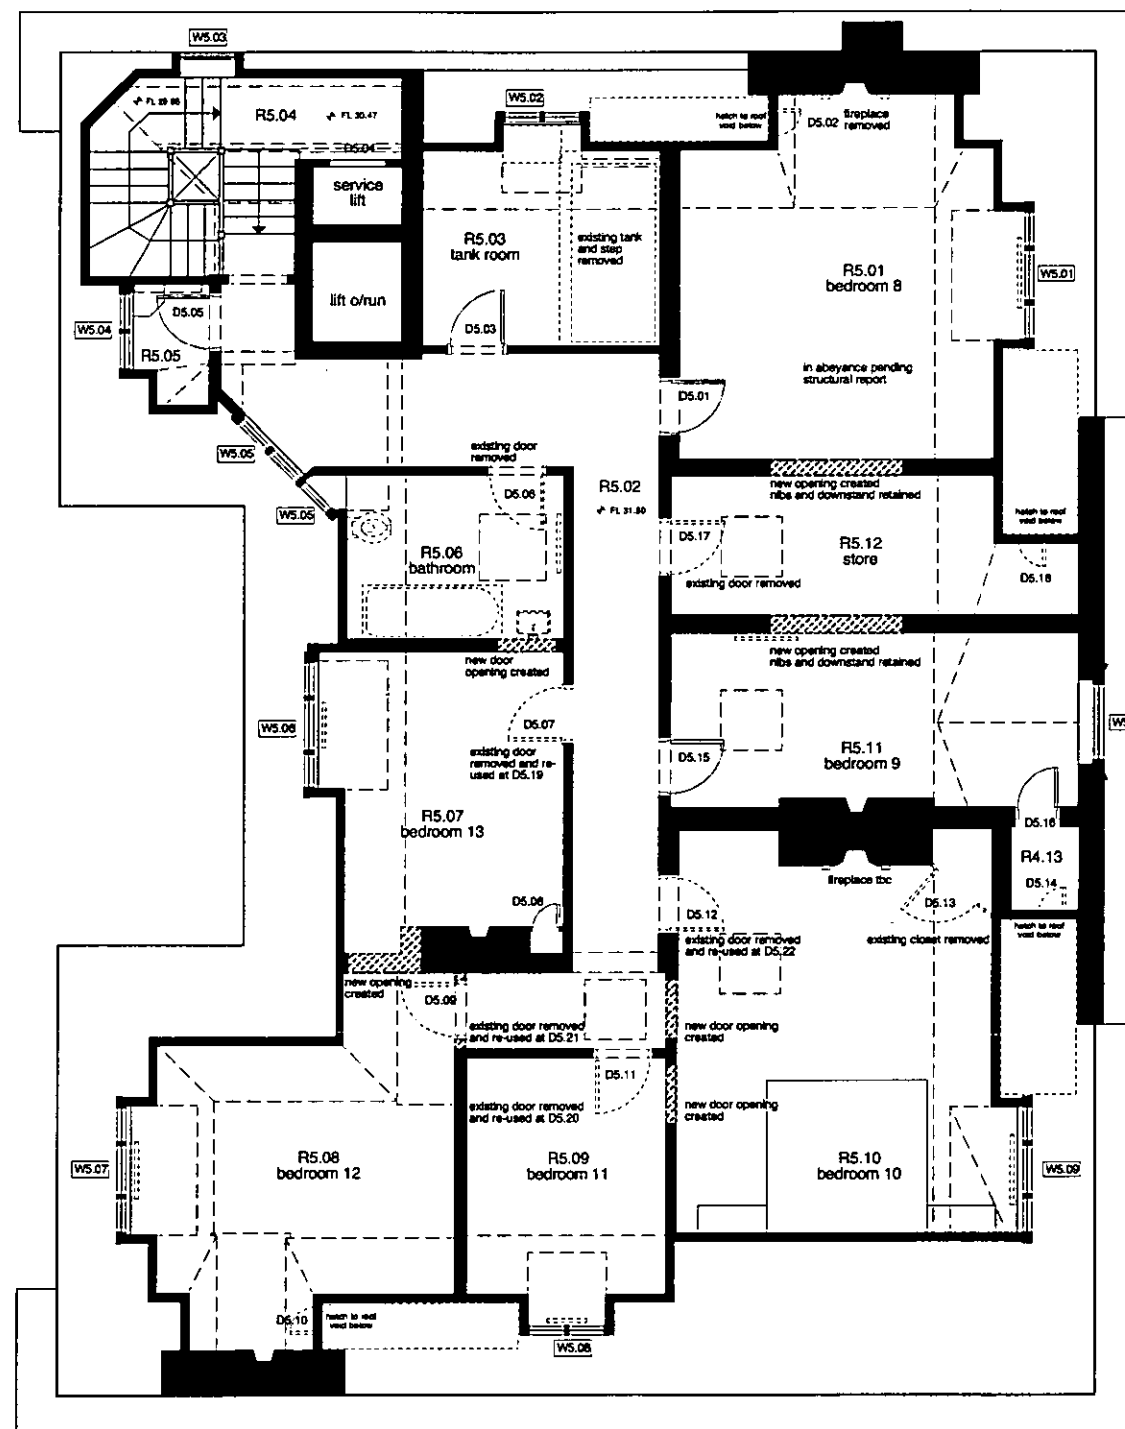 W5.03
FL 29.86
R5.04
FL 30.47
D5.04
service
lift
lift o/run
W5.02
hatch to roof
void below
D5.02
fireplace
removed
R5.03
tank room
existing tank
and step
removed
D5.03
R5.01
bedroom 8
W5.01
in abeyance pending
structural report
W5.04
D5.05
R5.05
D5.01
W5.05
W5.05
existing door
removed
D5.06
R5.02
FL 31.80
new opening created
nibs and downstand retained
hatch to roof
void below
R5.06
bathroom
D5.17
R5.12
store
existing door removed
D5.18
new door
opening created
new opening created
nibs and downstand retained
W5.06
D5.07
existing door
removed and re-
used at D5.19
D5.15
R5.11
bedroom 9
W5
R5.07
bedroom 13
D5.16
R4.13
D5.14
fireplace tbc
D5.08
D5.12
D5.13
existing door removed
and re-used at D5.22
existing closet removed
hatch to roof
void below
new opening
created
D5.09
existing door removed
and re-used at D5.21
new door opening
created
D5.11
existing door removed
and re-used at D5.20
new door opening
created
W5.07
R5.08
bedroom 12
R5.09
bedroom 11
R5.10
bedroom 10
W5.09
D5.10
hatch to roof
void below
W5.08